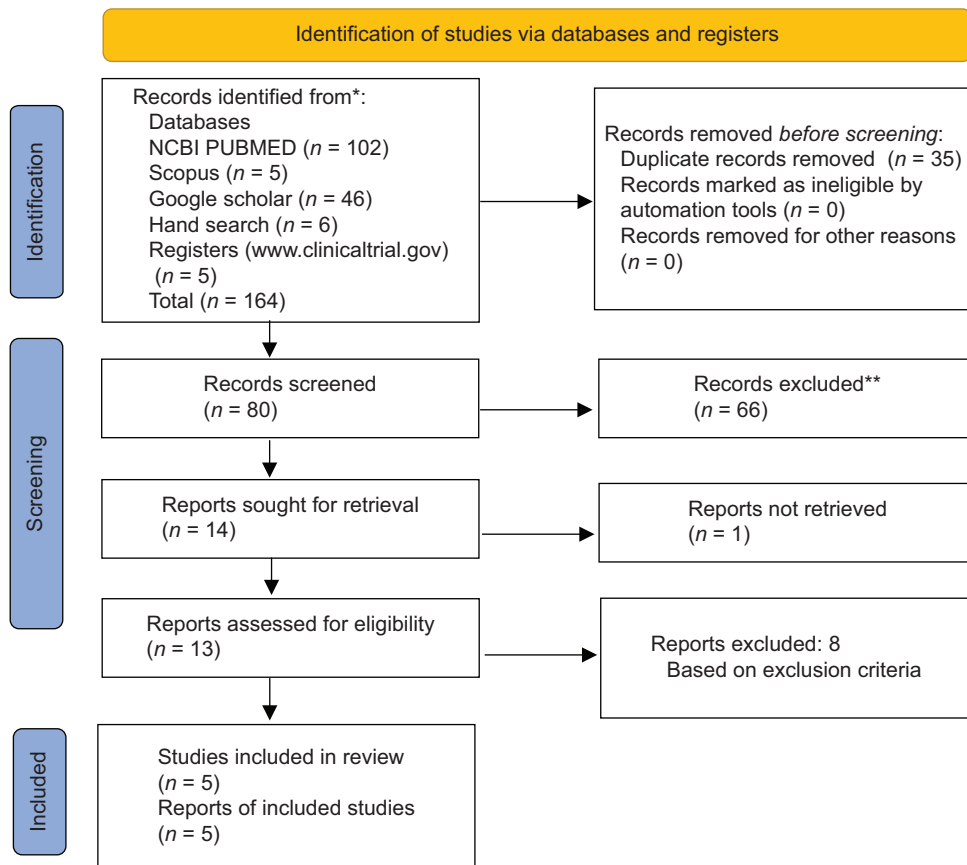 Identification of studies via databases and registers
Identification
Records identified from*:
Databases
NCBI PUBMED (n = 102)
Scopus (n = 5)
Google scholar (n = 46)
Hand search (n = 6)
Registers (www.clinicaltrial.gov)
(n = 5)
Total (n = 164)
Records removed before screening:
Duplicate records removed (n = 35)
Records marked as ineligible by
automation tools (n = 0)
Records removed for other reasons
(n = 0)
Screening
Records screened
(n = 80)
Records excluded**
(n = 66)
Reports sought for retrieval
(n = 14)
Reports not retrieved
(n = 1)
Reports assessed for eligibility
(n = 13)
Reports excluded: 8
Based on exclusion criteria
Included
Studies included in review
(n = 5)
Reports of included studies
(n = 5)